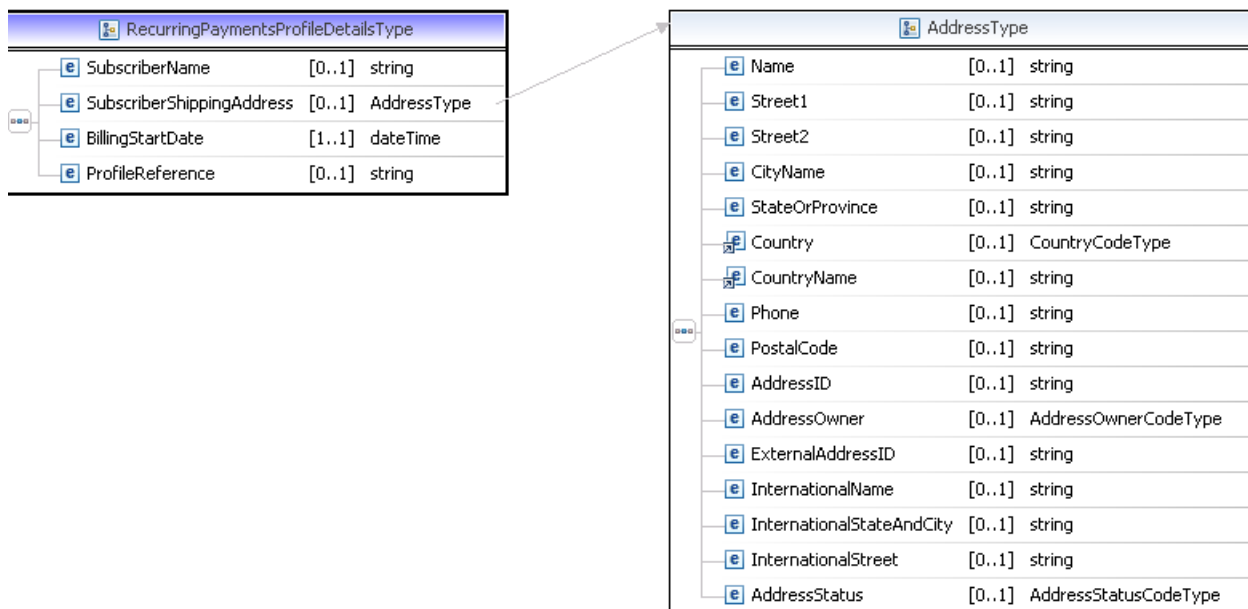 RecurringPaymentsProfileDetailsType
e SubscriberName [0..1] string
e SubscriberShippingAddress [0..1] AddressType
e BillingStartDate [1..1] dateTime
e ProfileReference [0..1] string
AddressType
e Name [0..1] string
e Street1 [0..1] string
e Street2 [0..1] string
e CityName [0..1] string
e StateOrProvince [0..1] string
e Country [0..1] CountryCodeType
e CountryName [0..1] string
e Phone [0..1] string
e PostalCode [0..1] string
e AddressID [0..1] string
e AddressOwner [0..1] AddressOwnerCodeType
e ExternalAddressID [0..1] string
e InternationalName [0..1] string
e InternationalStateAndCity [0..1] string
e InternationalStreet [0..1] string
e AddressStatus [0..1] AddressStatusCodeType